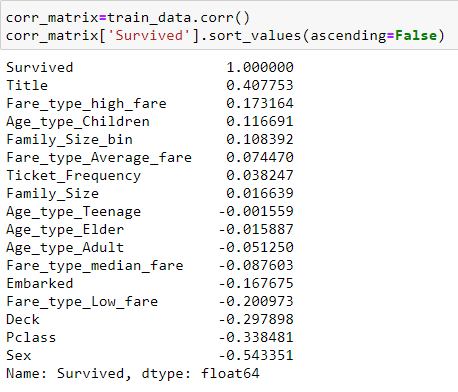 corr_matrix=train_data.corr()
corr_matrix['Survived'].sort_values(ascending=False)
Survived 1.000000
Title 0.407753
Fare_type_high_fare 0.173164
Age_type_Children 0.116691
Family_Size_bin 0.108392
Fare_type_Average_fare 0.074470
Ticket_Frequency 0.038247
Family_Size 0.016639
Age_type_Teenage -0.001559
Age_type_Elder -0.015887
Age_type_Adult -0.051250
Fare_type_median_fare -0.087603
Embarked -0.167675
Fare_type_Low_fare -0.200973
Deck -0.297898
Pclass -0.338481
Sex -0.543351
Name: Survived, dtype: float64